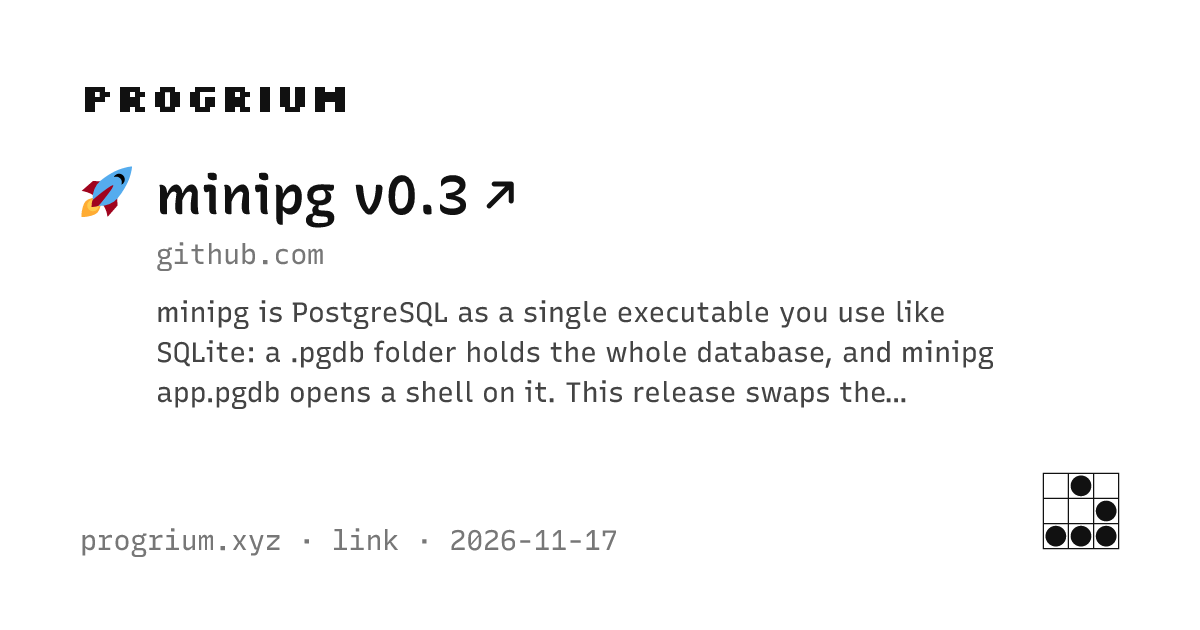 PROGRIUM
🚀 minipg v0.3 ↗
github.com
minipg is PostgreSQL as a single executable you use like
SQLite: a .pgdb folder holds the whole database, and minipg
app.pgdb opens a shell on it. This release swaps the…
progrium.xyz · link · 2026-11-17